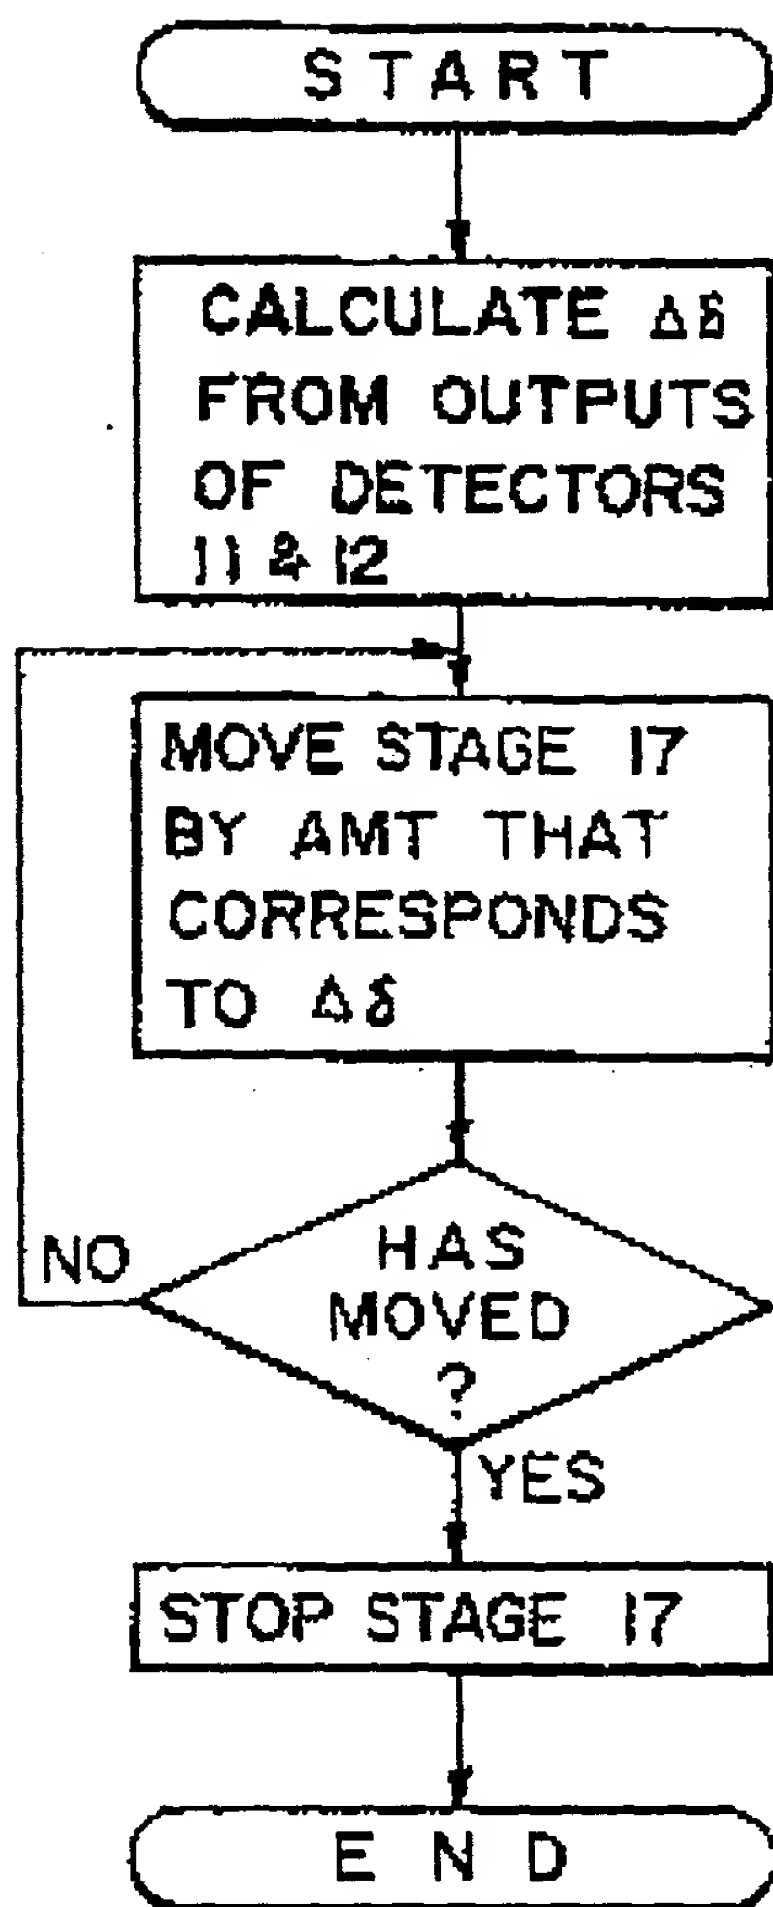 START
CALCULATE Δδ
FROM OUTPUTS
OF DETECTORS
11 & 12
MOVE STAGE 17
BY AMT THAT
CORRESPONDS
TO Δδ
NO
HAS
MOVED
?
YES
STOP STAGE 17
END